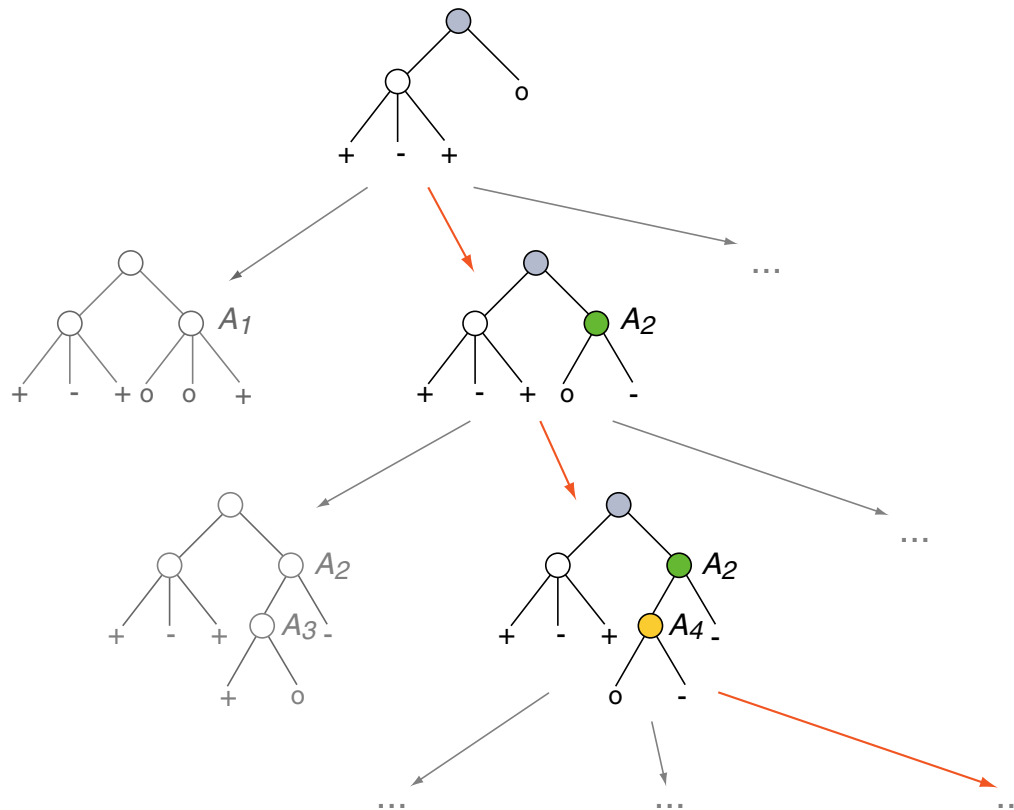 o
+ - +
...
A1 A2
+ - + o o + + - + o -
...
A2 A2
+ - + A3 - + - + A4 -
+ o o -
... ... ..